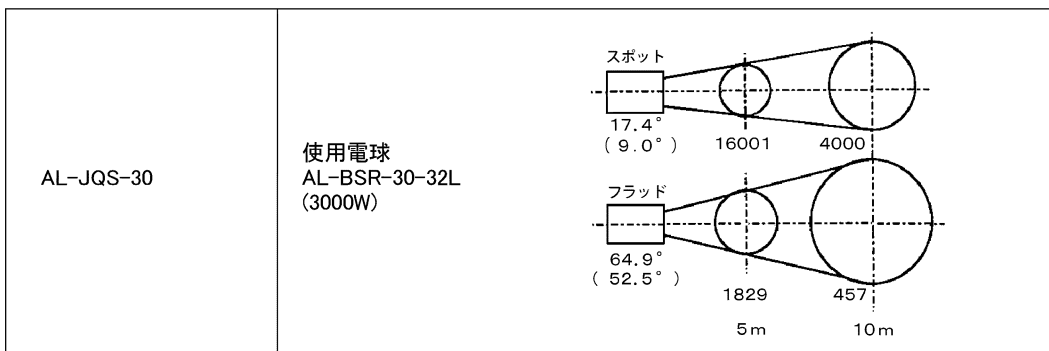 AL-JQS-30
使用電球
AL-BSR-30-32L
(3000W)
スポット
17.4°
( 9.0° )
16001
4000
フラッド
64.9°
( 52.5° )
1829
457
5m
10m